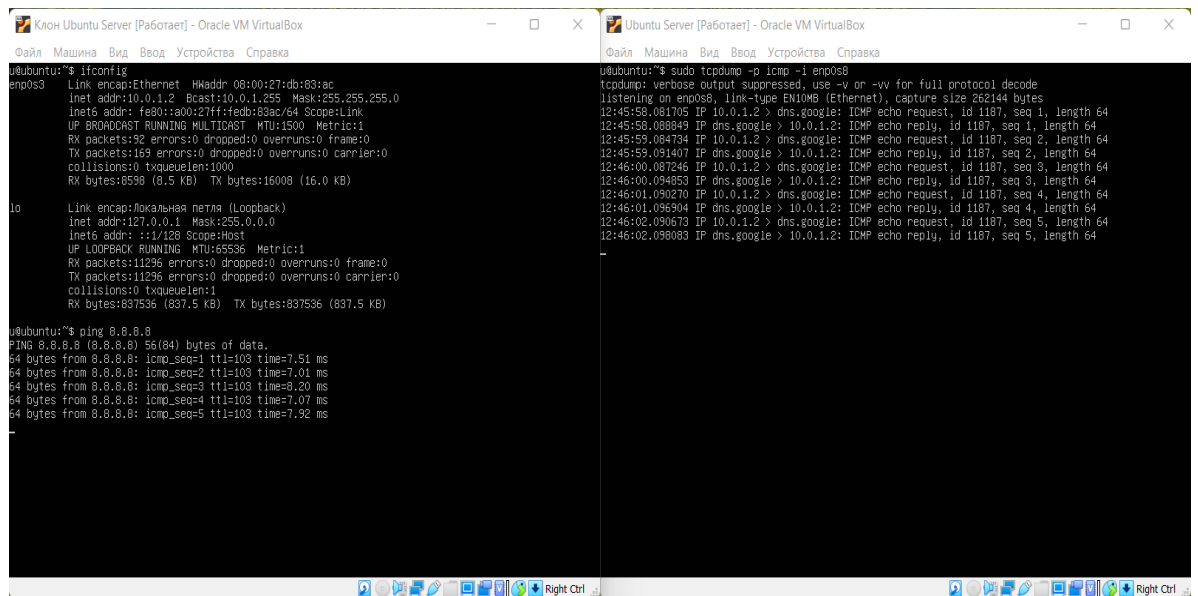 Клон Ubuntu Server [Работает] - Oracle VM VirtualBox
Файл Машина Вид Ввод Устройства Справка
u@ubuntu:~$ ifconfig
enp0s3 Link encap:Ethernet HWaddr 08:00:27:db:83:ac
inet addr:10.0.1.2 Bcast:10.0.1.255 Mask:255.255.255.0
inet6 addr: fe80::a00:27ff:fedb:83ac/64 Scope:Link
UP BROADCAST RUNNING MULTICAST MTU:1500 Metric:1
RX packets:92 errors:0 dropped:0 overruns:0 frame:0
TX packets:169 errors:0 dropped:0 overruns:0 carrier:0
collisions:0 txqueuelen:1000
RX bytes:8598 (8.5 KB) TX bytes:16008 (16.0 KB)
lo Link encap:Локальная петля (Loopback)
inet addr:127.0.0.1 Mask:255.0.0.0
inet6 addr: ::1/128 Scope:Host
UP LOOPBACK RUNNING MTU:65536 Metric:1
RX packets:11296 errors:0 dropped:0 overruns:0 frame:0
TX packets:11296 errors:0 dropped:0 overruns:0 carrier:0
collisions:0 txqueuelen:1
RX bytes:837536 (837.5 KB) TX bytes:837536 (837.5 KB)
u@ubuntu:~$ ping 8.8.8.8
PING 8.8.8.8 (8.8.8.8) 56(84) bytes of data.
64 bytes from 8.8.8.8: icmp_seq=1 ttl=103 time=7.51 ms
64 bytes from 8.8.8.8: icmp_seq=2 ttl=103 time=7.01 ms
64 bytes from 8.8.8.8: icmp_seq=3 ttl=103 time=8.20 ms
64 bytes from 8.8.8.8: icmp_seq=4 ttl=103 time=7.07 ms
64 bytes from 8.8.8.8: icmp_seq=5 ttl=103 time=7.92 ms
Right Ctrl
Ubuntu Server [Работает] - Oracle VM VirtualBox
Файл Машина Вид Ввод Устройства Справка
u@ubuntu:~$ sudo tcpdump -p icmp -i enp0s8
tcpdump: verbose output suppressed, use -v or -vv for full protocol decode
listening on enp0s8, link-type EN10MB (Ethernet), capture size 262144 bytes
12:45:58.081705 IP 10.0.1.2 > dns.google: ICMP echo request, id 1187, seq 1, length 64
12:45:58.088849 IP dns.google > 10.0.1.2: ICMP echo reply, id 1187, seq 1, length 64
12:45:59.084734 IP 10.0.1.2 > dns.google: ICMP echo request, id 1187, seq 2, length 64
12:45:59.091407 IP dns.google > 10.0.1.2: ICMP echo reply, id 1187, seq 2, length 64
12:46:00.087246 IP 10.0.1.2 > dns.google: ICMP echo request, id 1187, seq 3, length 64
12:46:00.094853 IP dns.google > 10.0.1.2: ICMP echo reply, id 1187, seq 3, length 64
12:46:01.090270 IP 10.0.1.2 > dns.google: ICMP echo request, id 1187, seq 4, length 64
12:46:01.096904 IP dns.google > 10.0.1.2: ICMP echo reply, id 1187, seq 4, length 64
12:46:02.090673 IP 10.0.1.2 > dns.google: ICMP echo request, id 1187, seq 5, length 64
12:46:02.098083 IP dns.google > 10.0.1.2: ICMP echo reply, id 1187, seq 5, length 64
Right Ctrl